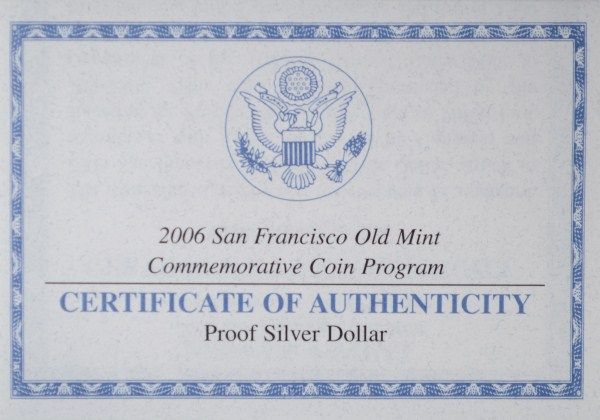 2006 San Francisco Old Mint
Commemorative Coin Program
CERTIFICATE OF AUTHENTICITY
Proof Silver Dollar